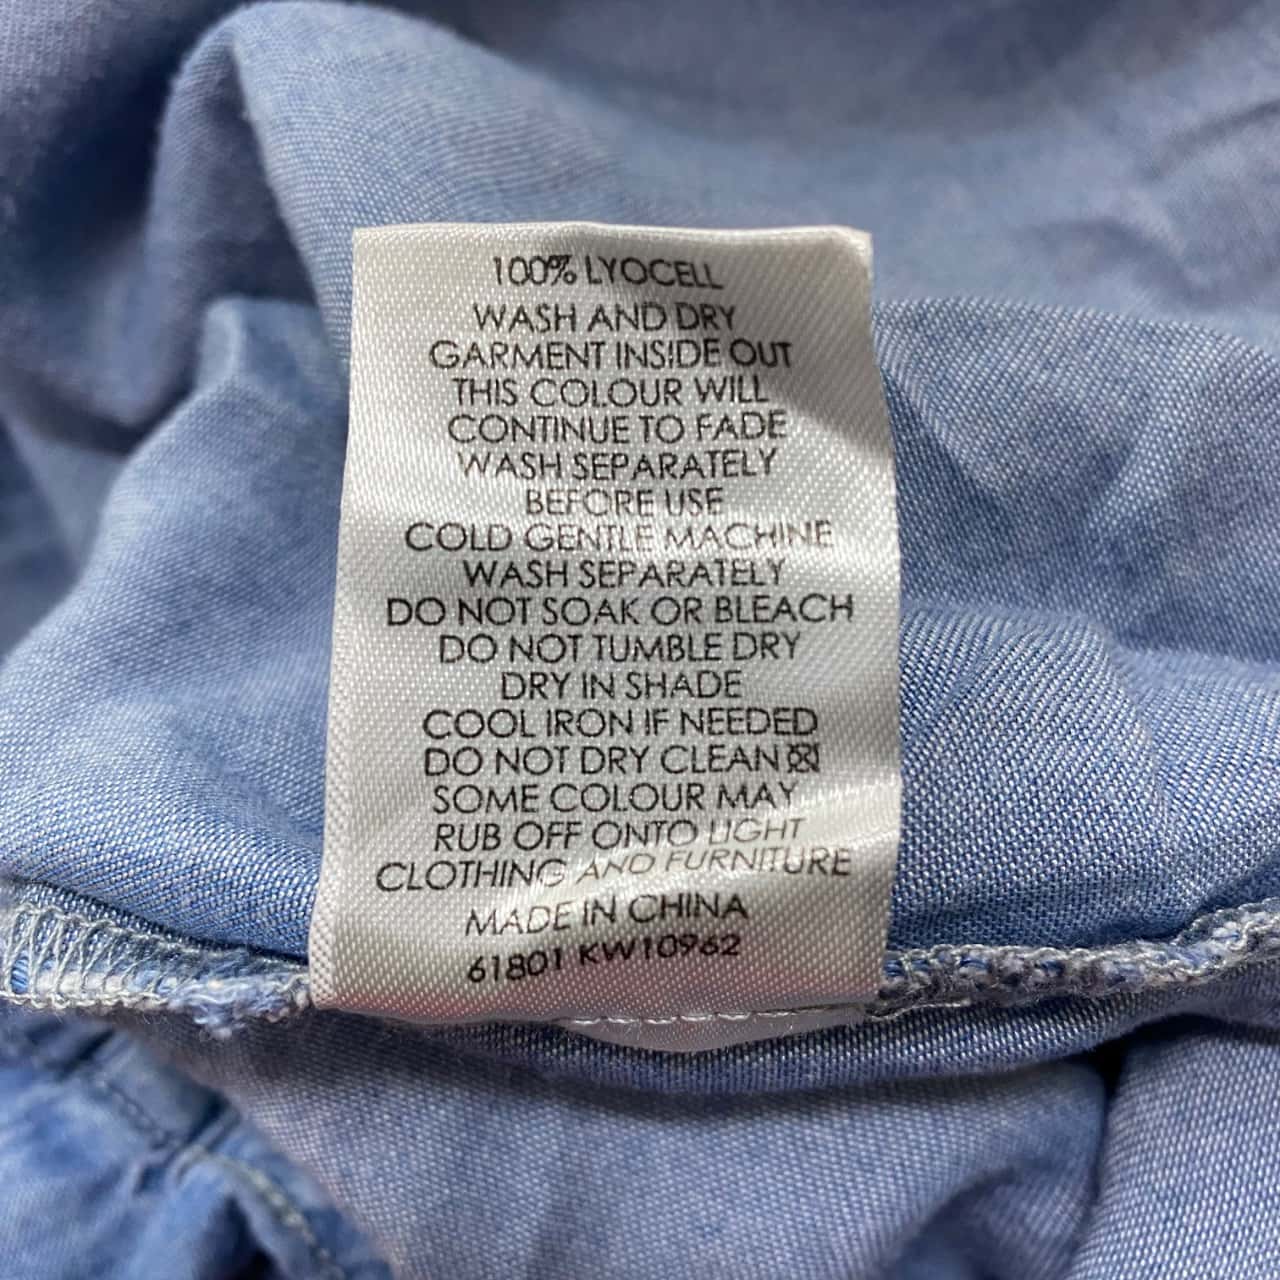 100% LYOCELL
WASH AND DRY
GARMENT INSIDE OUT
THIS COLOUR WILL
CONTINUE TO FADE
WASH SEPARATELY
BEFORE USE
COLD GENTLE MACHINE
WASH SEPARATELY
DO NOT SOAK OR BLEACH
DO NOT TUMBLE DRY
DRY IN SHADE
COOL IRON IF NEEDED
DO NOT DRY CLEAN
SOME COLOUR MAY
RUB OFF ONTO LIGHT
CLOTHING AND FURNITURE
MADE IN CHINA
61801 KW10962